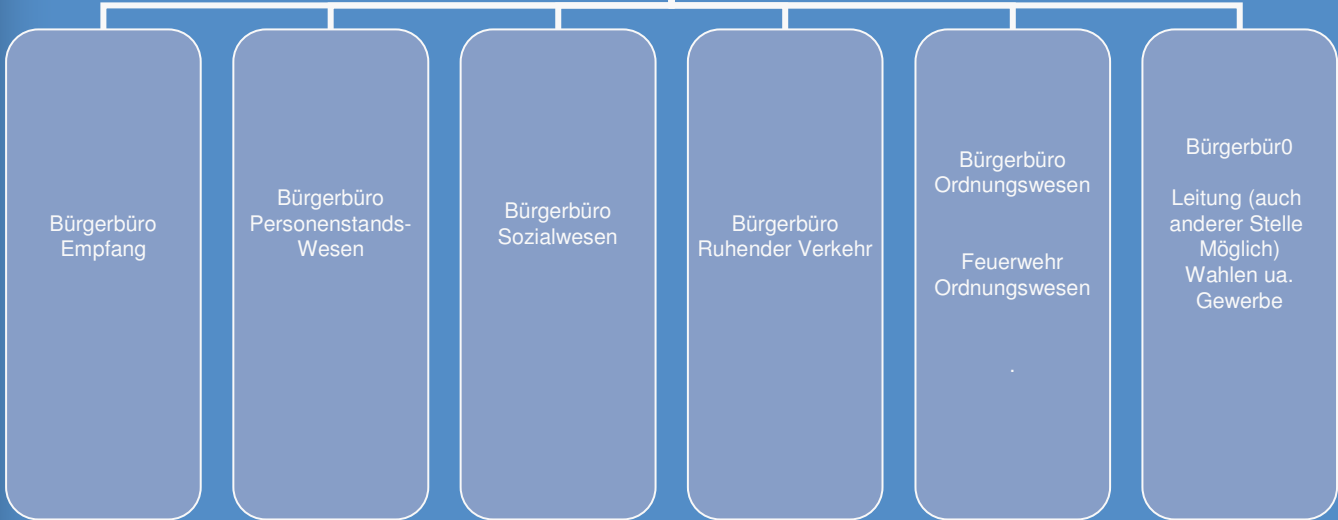 Bürgerbüro
Empfang
Bürgerbüro
Personenstands-
Wesen
Bürgerbüro
Sozialwesen
Bürgerbüro
Ruhender Verkehr
Bürgerbüro
Ordnungswesen
Feuerwehr
Ordnungswesen
.
Bürgerbür0
Leitung (auch
anderer Stelle
Möglich)
Wahlen ua.
Gewerbe